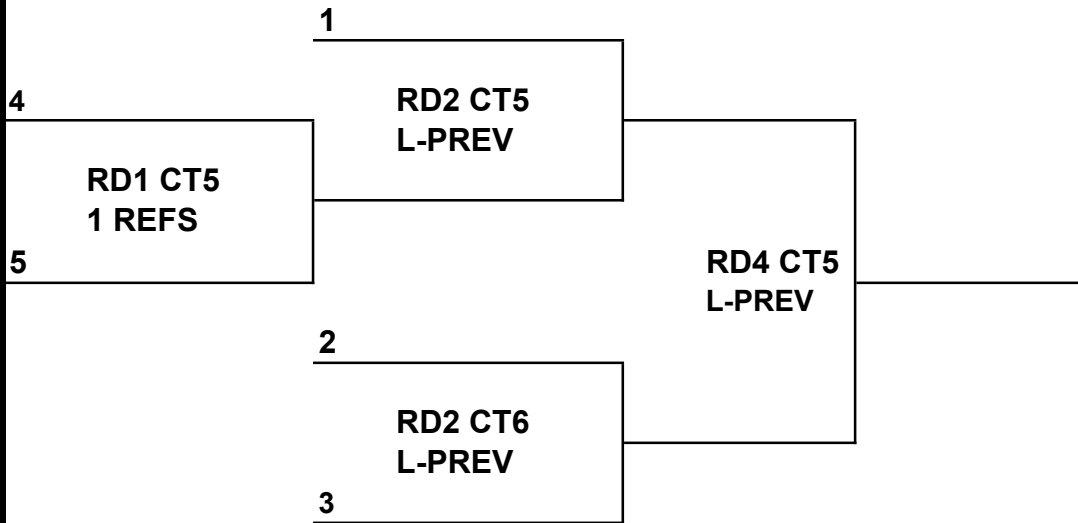 1
4
RD2 CT5
L-PREV
RD1 CT5
1 REFS
5
RD4 CT5
L-PREV
2
RD2 CT6
L-PREV
3